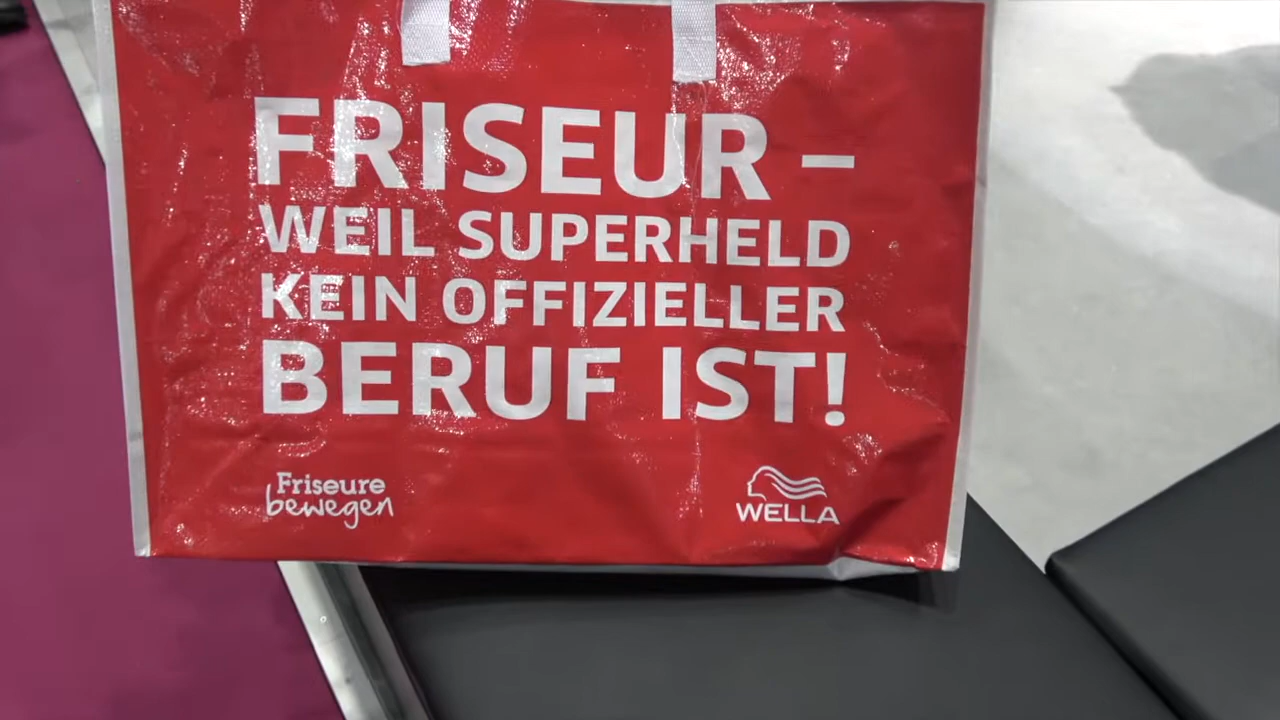 FRISEUR –
WEIL SUPERHELD
KEIN OFFIZIELLER
BERUF IST!
Friseure
bewegen
WELLA